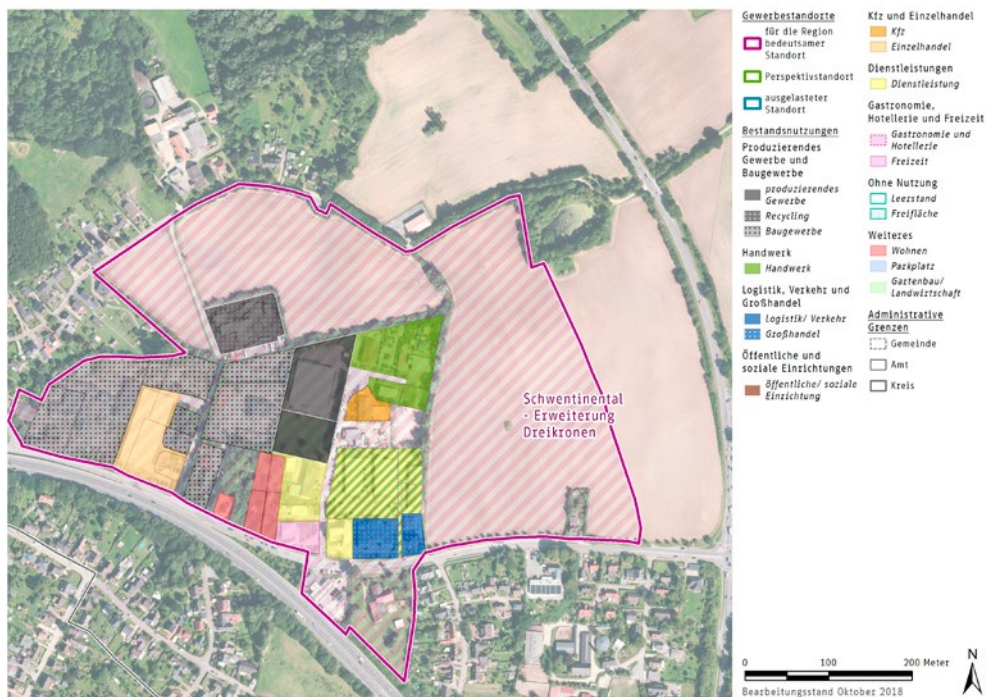 Gewerbestandorte
für die Region
bedeutsamer
Standort
Perspektivstandort
ausgelasteter
Standort
Bestandsnutzungen
Produzierendes
Gewerbe und
Baugewerbe
produzierendes
Gewerbe
Recycling
Baugewerbe
Handwerk
Handwerk
Logistik, Verkehr und
Großhandel
Logistik/ Verkehr
Großhandel
Öffentliche und
soziale Einrichtungen
öffentliche/ soziale
Einrichtung
Kfz und Einzelhandel
Kfz
Einzelhandel
Dienstleistungen
Dienstleistung
Gastronomie,
Hotellerie und Freizeit
Gastronomie und
Hotellerie
Freizeit
Ohne Nutzung
Leerstand
Freifläche
Weiteres
Wohnen
Parkplatz
Gartenbau/
Landwirtschaft
Administrative
Grenzen
Gemeinde
Amt
Kreis
Schwentinental
- Erweiterung
Dreikronen
N
0 100 200 Meter
Bearbeitungsstand Oktober 2018